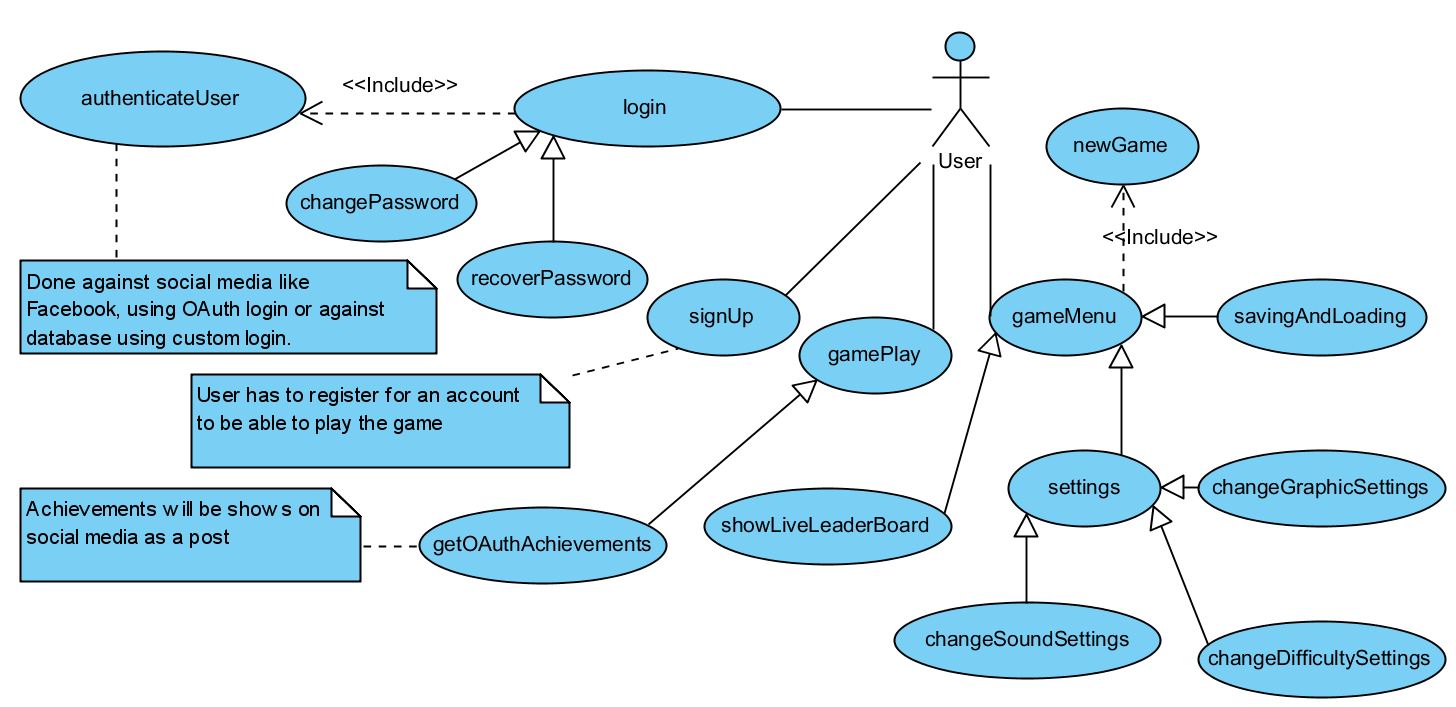 authenticateUser
<<Include>>
login
User
newGame
changePassword
<<Include>>
recoverPassword
Done against social media like
Facebook, using OAuth login or against
database using custom login.
signUp
gameMenu
savingAndLoading
gamePlay
User has to register for an account
to be able to play the game
settings
changeGraphicSettings
Achievements will be shows on
social media as a post
getOAuthAchievements
showLiveLeaderBoard
changeSoundSettings
changeDifficultySettings